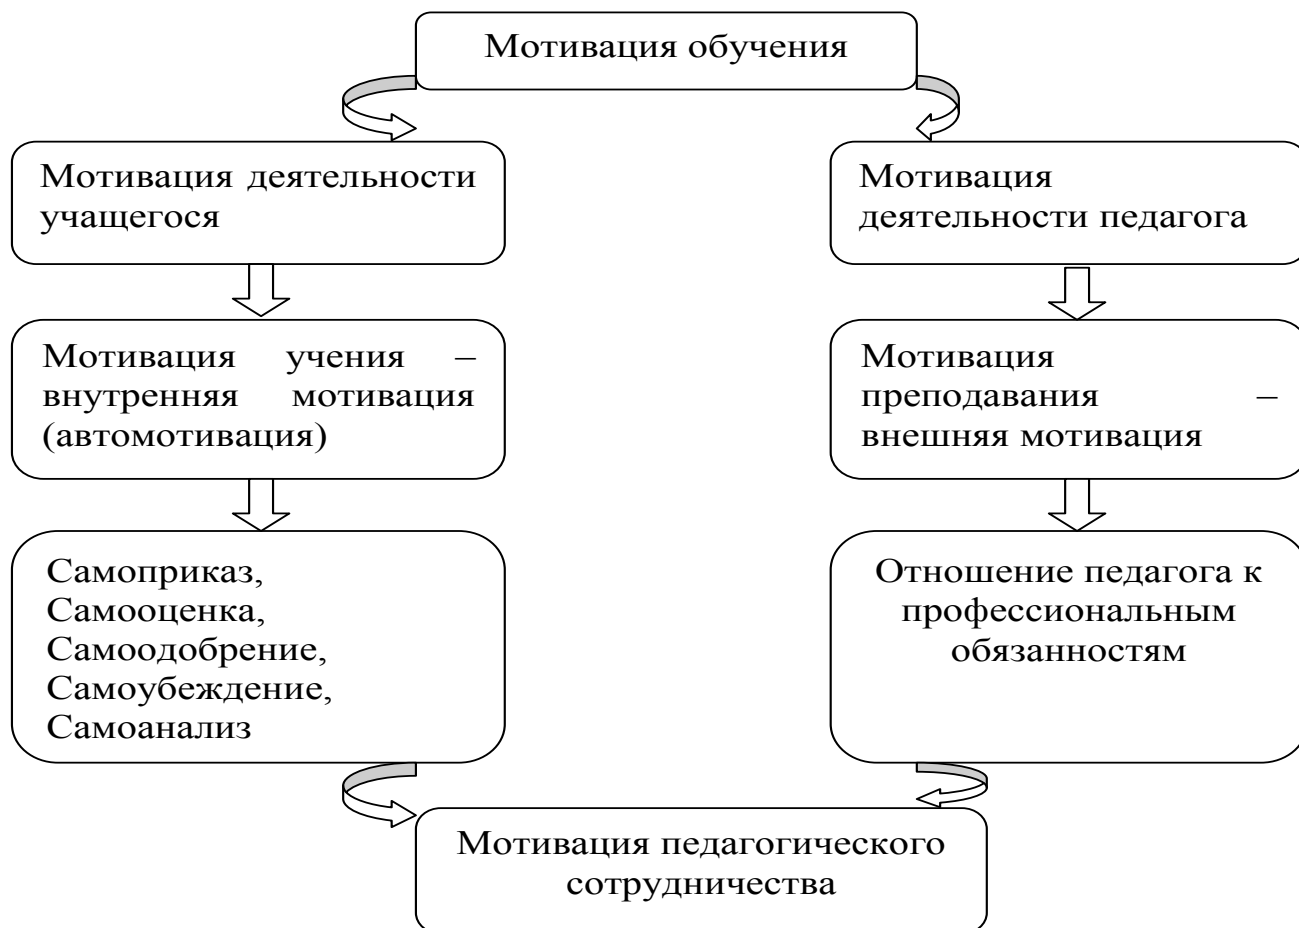 Мотивация обучения
Мотивация деятельности
учащегося
Мотивация
деятельности педагога
Мотивация учения –
внутренняя мотивация
(автомотивация)
Мотивация
преподавания –
внешняя мотивация
Самоприказ,
Самооценка,
Самоодобрение,
Самоубеждение,
Самоанализ
Отношение педагога к
профессиональным
обязанностям
Мотивация педагогического
сотрудничества